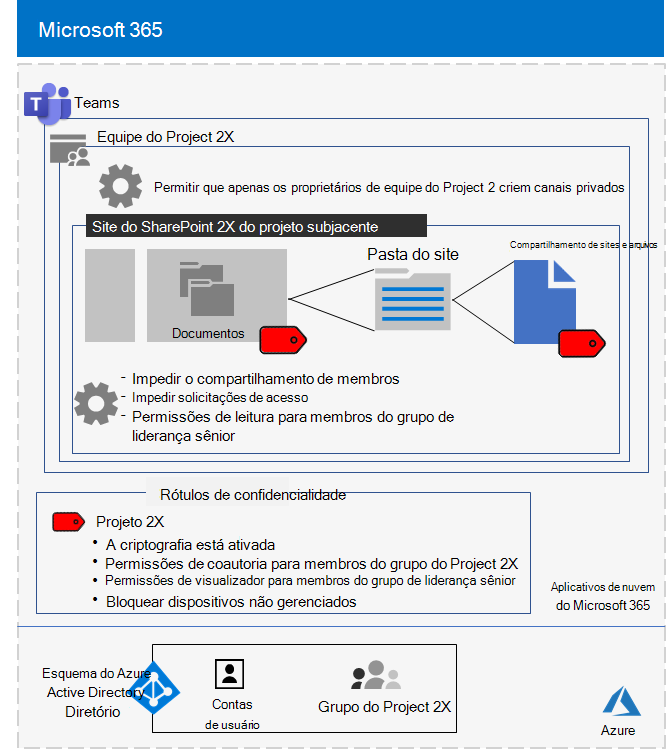 Microsoft 365
T
Teams
Equipe do Project 2X
Permitir que apenas os proprietários de equipe do Project 2 criem canais privados
Site do SharePoint 2X do projeto subjacente
Documentos
Pasta do site
Compartilhamento de sites e arquivos
- Impedir o compartilhamento de membros
- Impedir solicitações de acesso
- Permissões de leitura para membros do grupo de
liderança sênior
Rótulos de confidencialidade
Projeto 2X
• A criptografia está ativada
• Permissões de coautoria para membros do grupo do Project 2X
• Permissões de visualizador para membros do grupo de liderança sênior
• Bloquear dispositivos não gerenciados
Aplicativos de nuvem
do Microsoft 365
Esquema do Azure
Active Directory
Diretório
Contas
de usuário
Grupo do Project 2X
Azure